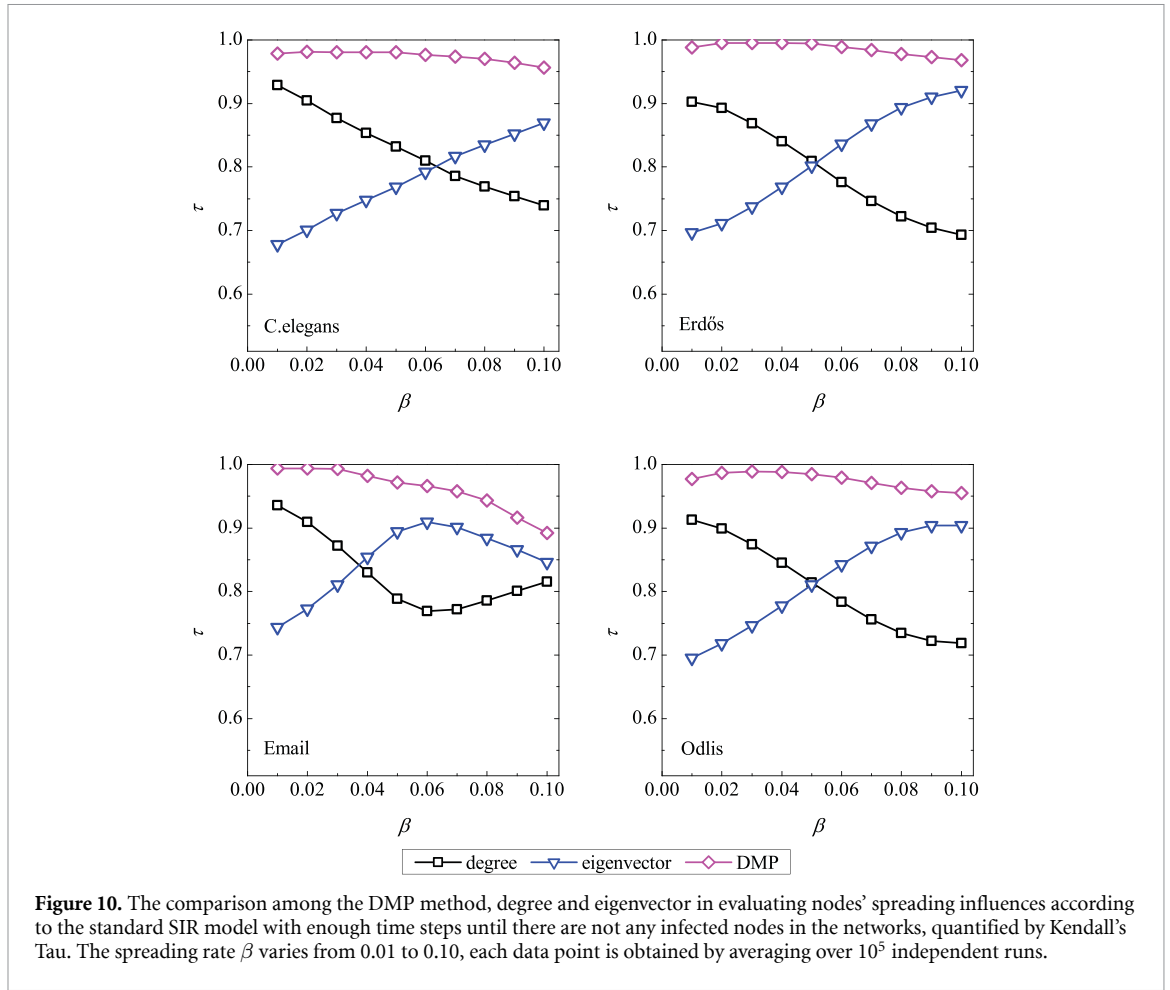 1.0
0.9
0.8
0.7
0.6
τ
C.elegans
0.00 0.02 0.04 0.06 0.08 0.10
β
1.0
0.9
0.8
0.7
0.6
τ
Erdős
0.00 0.02 0.04 0.06 0.08 0.10
β
1.0
0.9
0.8
0.7
0.6
τ
Email
0.00 0.02 0.04 0.06 0.08 0.10
β
1.0
0.9
0.8
0.7
0.6
τ
Odlis
0.00 0.02 0.04 0.06 0.08 0.10
β
degree eigenvector DMP
Figure 10. The comparison among the DMP method, degree and eigenvector in evaluating nodes’ spreading influences according
to the standard SIR model with enough time steps until there are not any infected nodes in the networks, quantified by Kendall’s
Tau. The spreading rate β varies from 0.01 to 0.10, each data point is obtained by averaging over 10⁵ independent runs.